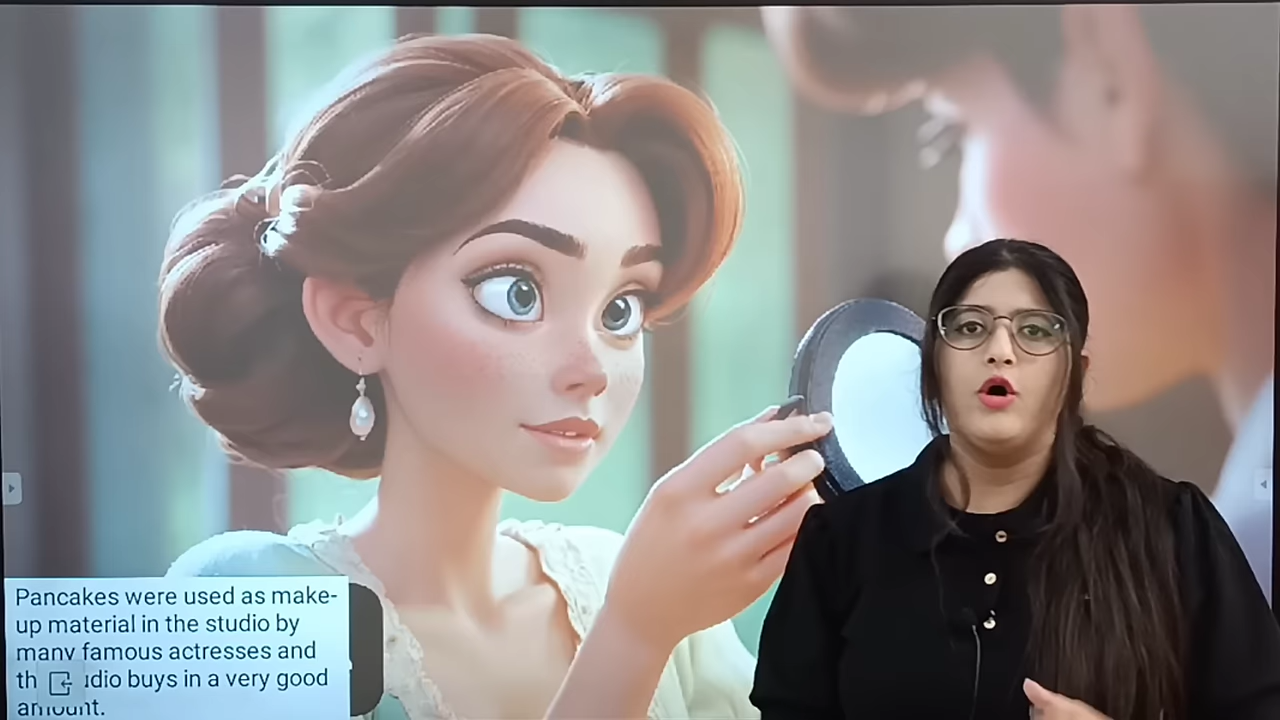 Pancakes were used as make-
up material in the studio by
many famous actresses and
buys in a very good
amount.